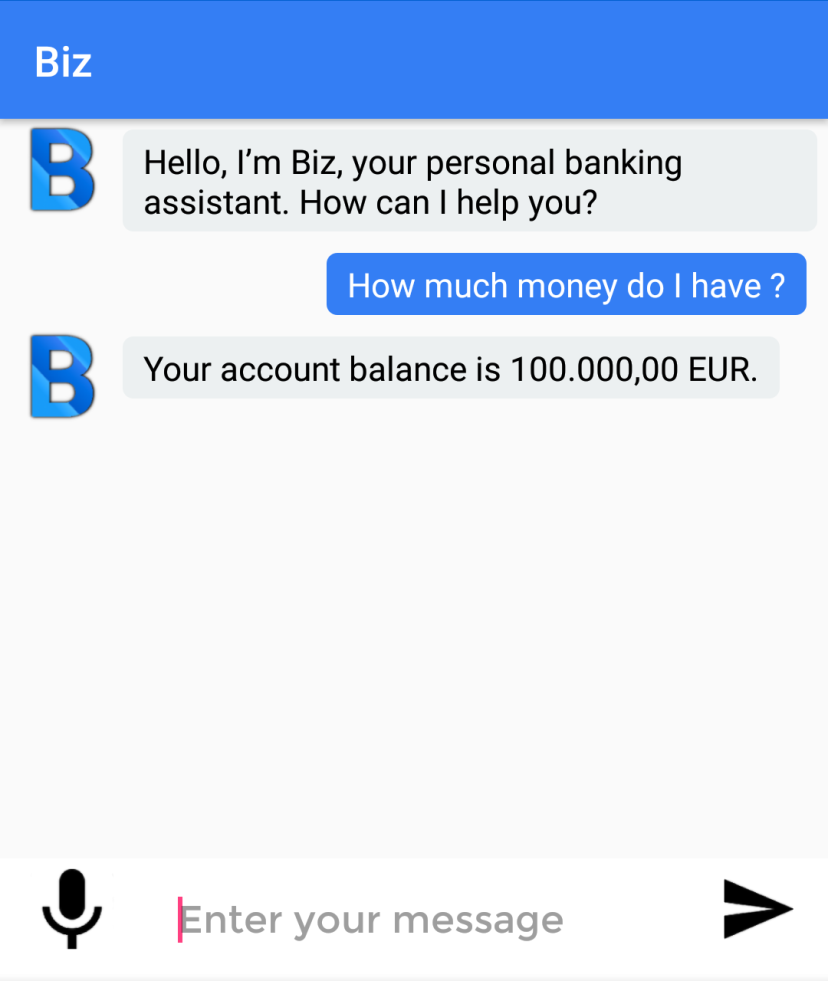 Biz
B
Hello, I’m Biz, your personal banking
assistant. How can I help you?
How much money do I have ?
B
Your account balance is 100.000,00 EUR.
Enter your message